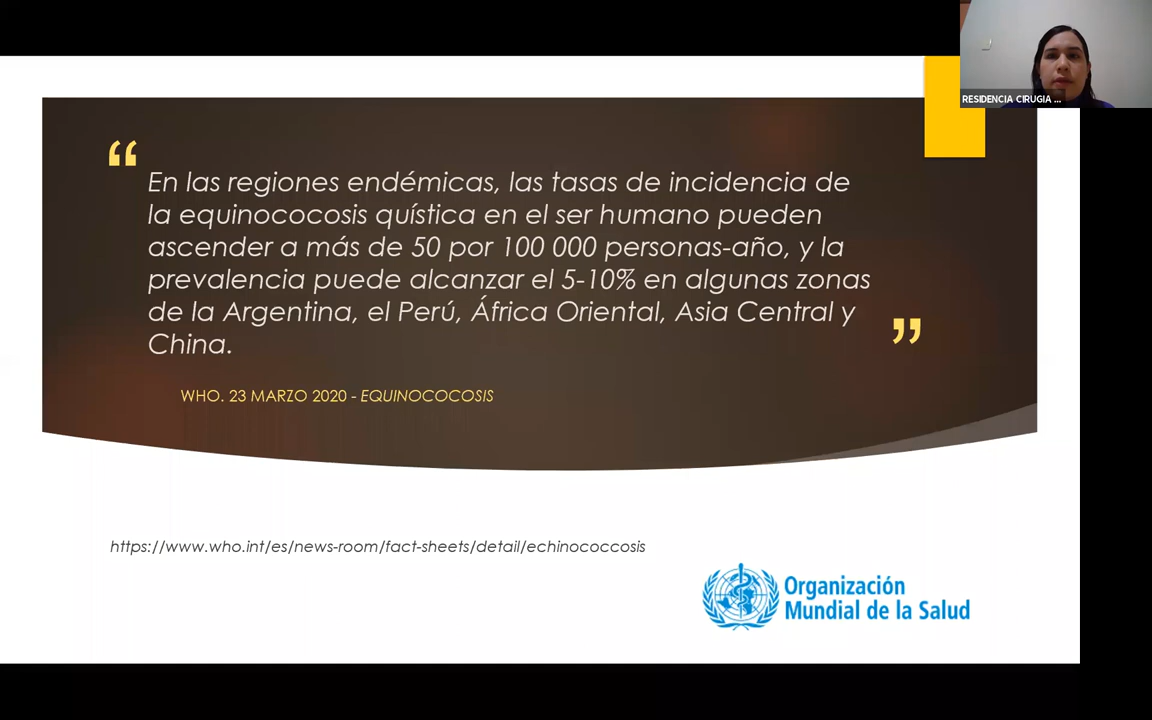 RESIDENCIA CIRUGIA ...
“
En las regiones endémicas, las tasas de incidencia de
la equinococosis quística en el ser humano pueden
ascender a más de 50 por 100 000 personas-año, y la
prevalencia puede alcanzar el 5-10% en algunas zonas
de la Argentina, el Perú, África Oriental, Asia Central y
China.
”
WHO. 23 MARZO 2020 - EQUINOCOCOSIS
https://www.who.int/es/news-room/fact-sheets/detail/echinococcosis
Organización
Mundial de la Salud